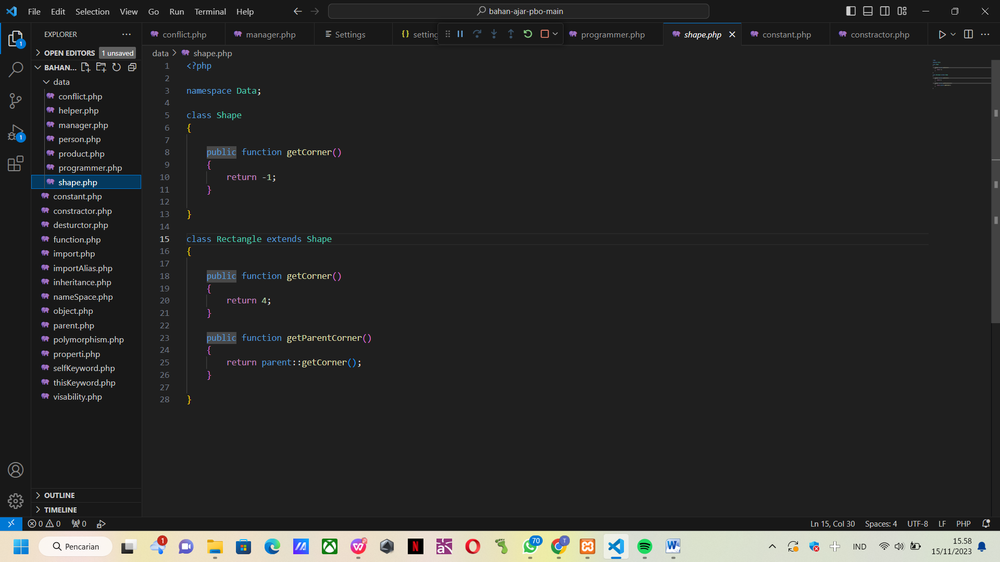 File Edit Selection View Go Run Terminal Help
bahan-ajar-pbo-main
EXPLORER
conflict.php manager.php Settings setting programmer.php shape.php constant.php constractor.php
OPEN EDITORS 1 unsaved
BAHAN...
data
conflict.php
helper.php
manager.php
person.php
product.php
programmer.php
shape.php
constant.php
constractor.php
desturctor.php
function.php
import.php
importAlias.php
inheritance.php
nameSpace.php
object.php
parent.php
polymorphism.php
properti.php
selfKeyword.php
thisKeyword.php
visability.php
OUTLINE
TIMELINE
data > shape.php
1 <?php
2
3 namespace Data;
4
5 class Shape
6 {
7
8 public function getCorner()
9 {
10 return -1;
11 }
12
13 }
14
15 class Rectangle extends Shape
16 {
17
18 public function getCorner()
19 {
20 return 4;
21 }
22
23 public function getParentCorner()
24 {
25 return parent::getCorner();
26 }
27
28 }
0 0 0
Ln 15, Col 30 Spaces: 4 UTF-8 LF PHP
Pencarian
1
70
IND
15.58
15/11/2023